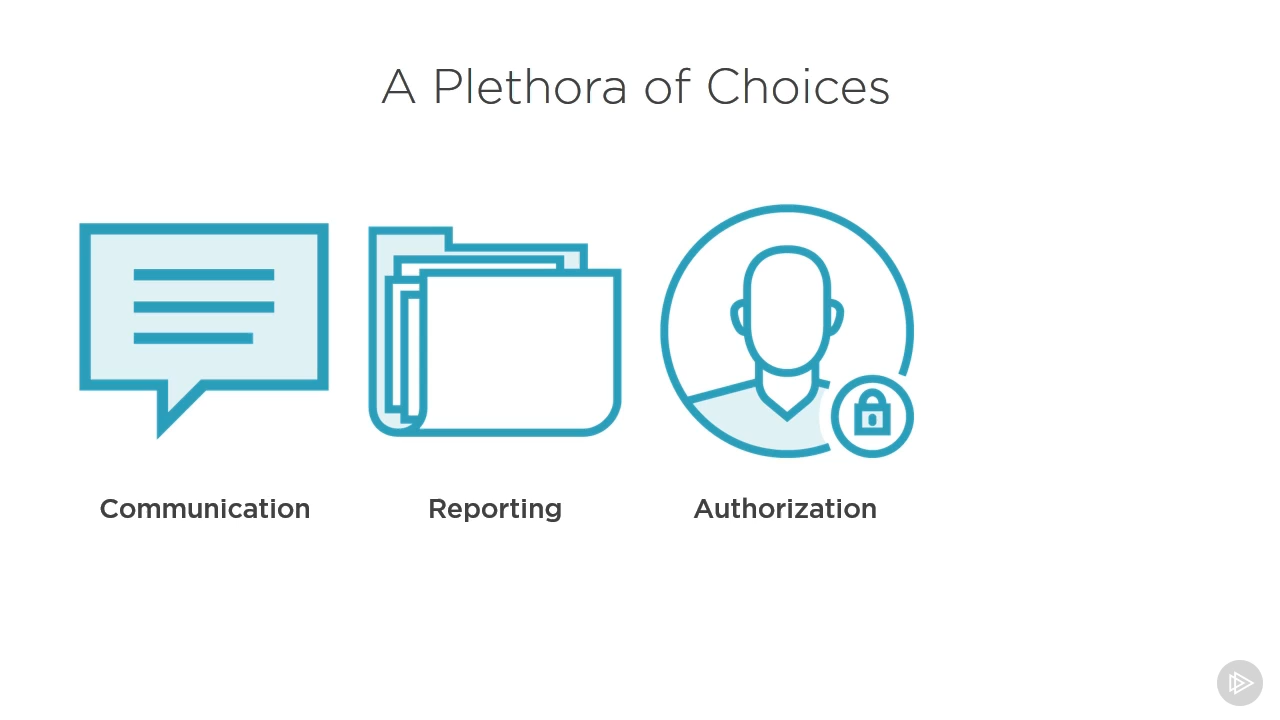 A Plethora of Choices
Communication
Reporting
Authorization